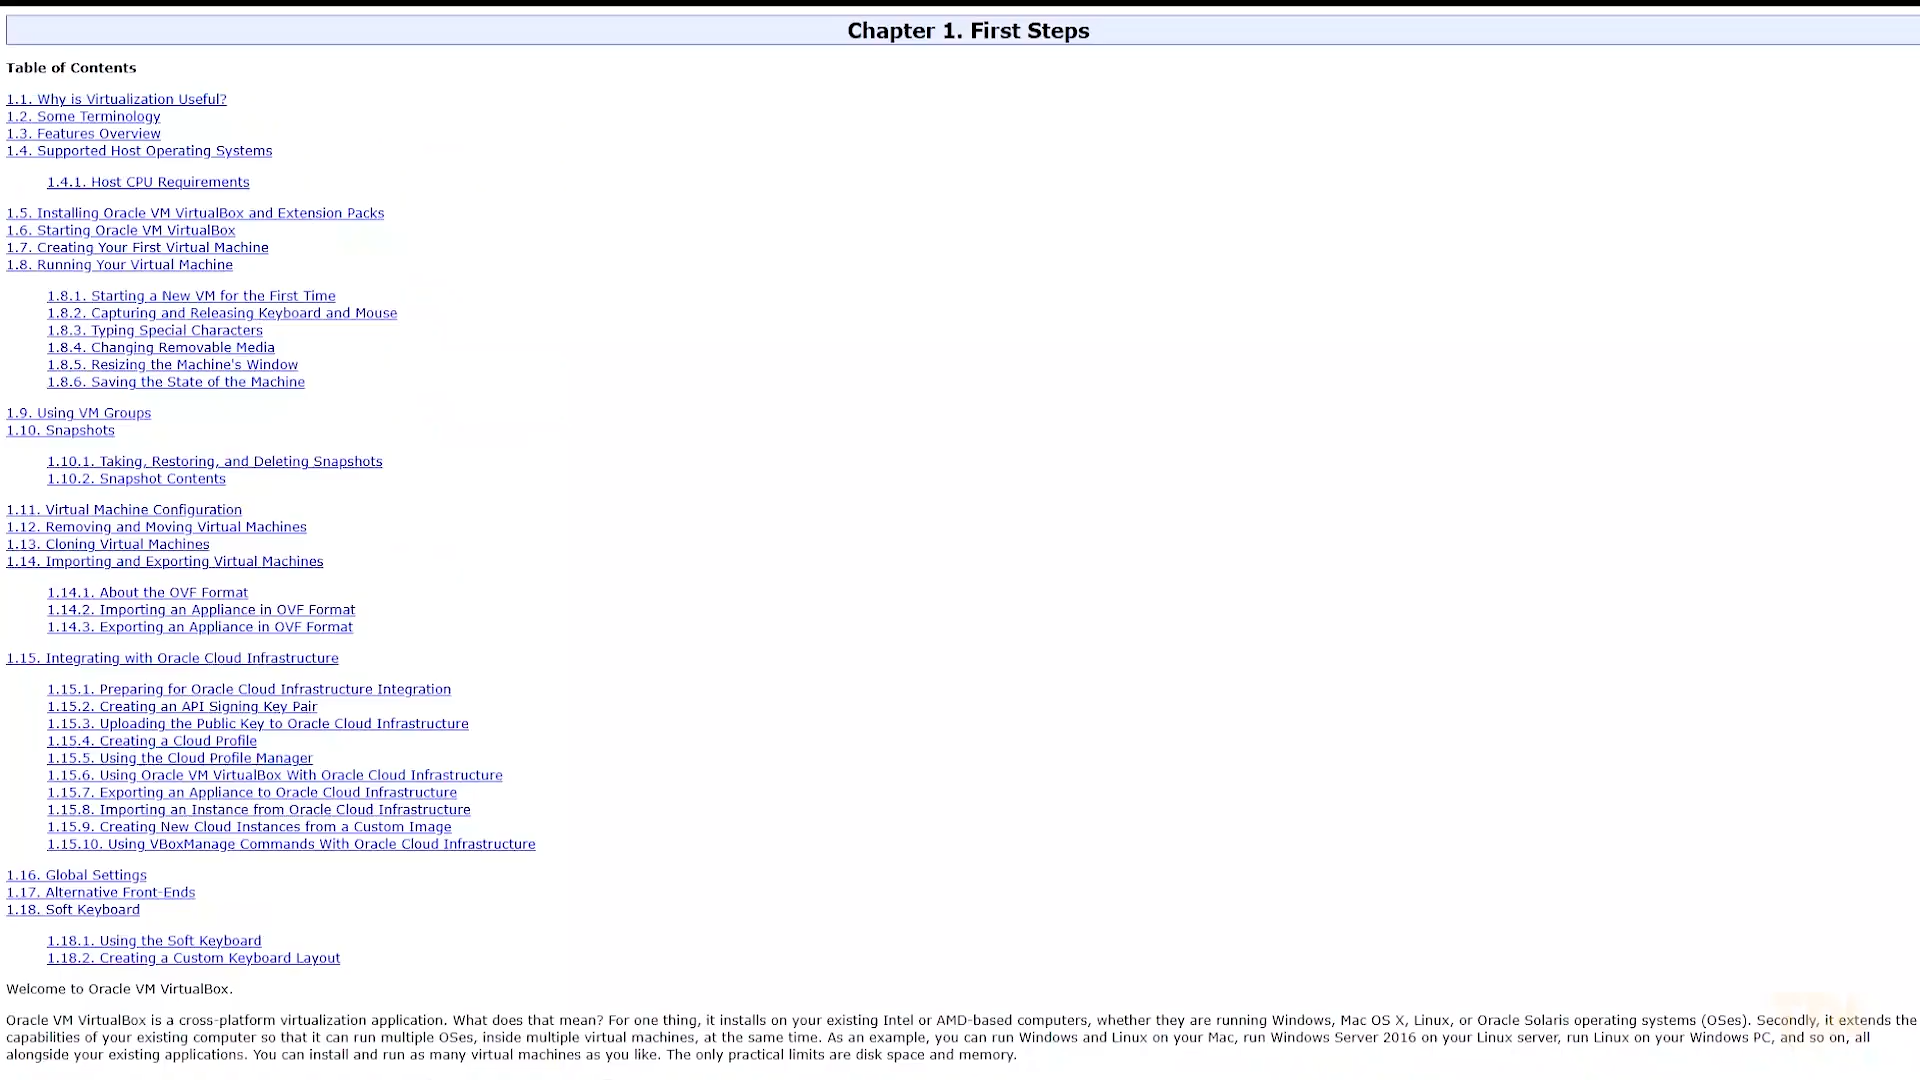 Chapter 1. First Steps
Table of Contents
1.1. Why is Virtualization Useful?
1.2. Some Terminology
1.3. Features Overview
1.4. Supported Host Operating Systems
1.4.1. Host CPU Requirements
1.5. Installing Oracle VM VirtualBox and Extension Packs
1.6. Starting Oracle VM VirtualBox
1.7. Creating Your First Virtual Machine
1.8. Running Your Virtual Machine
1.8.1. Starting a New VM for the First Time
1.8.2. Capturing and Releasing Keyboard and Mouse
1.8.3. Typing Special Characters
1.8.4. Changing Removable Media
1.8.5. Resizing the Machine's Window
1.8.6. Saving the State of the Machine
1.9. Using VM Groups
1.10. Snapshots
1.10.1. Taking, Restoring, and Deleting Snapshots
1.10.2. Snapshot Contents
1.11. Virtual Machine Configuration
1.12. Removing and Moving Virtual Machines
1.13. Cloning Virtual Machines
1.14. Importing and Exporting Virtual Machines
1.14.1. About the OVF Format
1.14.2. Importing an Appliance in OVF Format
1.14.3. Exporting an Appliance in OVF Format
1.15. Integrating with Oracle Cloud Infrastructure
1.15.1. Preparing for Oracle Cloud Infrastructure Integration
1.15.2. Creating an API Signing Key Pair
1.15.3. Uploading the Public Key to Oracle Cloud Infrastructure
1.15.4. Creating a Cloud Profile
1.15.5. Using the Cloud Profile Manager
1.15.6. Using Oracle VM VirtualBox With Oracle Cloud Infrastructure
1.15.7. Exporting an Appliance to Oracle Cloud Infrastructure
1.15.8. Importing an Instance from Oracle Cloud Infrastructure
1.15.9. Creating New Cloud Instances from a Custom Image
1.15.10. Using VBoxManage Commands With Oracle Cloud Infrastructure
1.16. Global Settings
1.17. Alternative Front-Ends
1.18. Soft Keyboard
1.18.1. Using the Soft Keyboard
1.18.2. Creating a Custom Keyboard Layout
Welcome to Oracle VM VirtualBox.
Oracle VM VirtualBox is a cross-platform virtualization application. What does that mean? For one thing, it installs on your existing Intel or AMD-based computers, whether they are running Windows, Mac OS X, Linux, or Oracle Solaris operating systems (OSes). Secondly, it extends the
capabilities of your existing computer so that it can run multiple OSes, inside multiple virtual machines, at the same time. As an example, you can run Windows and Linux on your Mac, run Windows Server 2016 on your Linux server, run Linux on your Windows PC, and so on, all
alongside your existing applications. You can install and run as many virtual machines as you like. The only practical limits are disk space and memory.